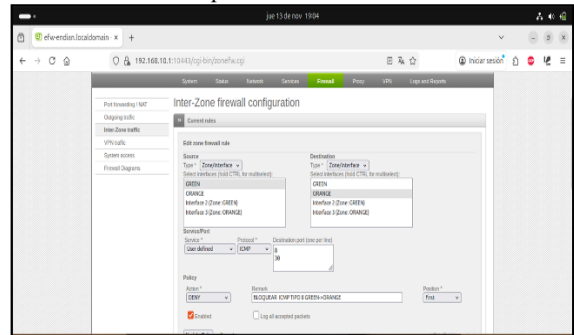 jue 13 de nov 19:04
efw-endian.localdomain
192.168.10.1:10443/cgi-bin/zonefw.cgi
Iniciar sesión
System Status Network Services Firewall Proxy VPN Logs and Reports
Port forwarding / NAT
Outgoing traffic
Inter-Zone traffic
VPN traffic
System access
Firewall Diagrams
Inter-Zone firewall configuration
Current rules
Edit zone firewall rule
Source
Type * Zone/Interface
Select interfaces (hold CTRL for multiselect):
GREEN
ORANGE
Interface 2 (Zone: GREEN)
Interface 3 (Zone: ORANGE)
Destination
Type * Zone/Interface
Select interfaces (hold CTRL for multiselect):
GREEN
ORANGE
Interface 2 (Zone: GREEN)
Interface 3 (Zone: ORANGE)
Service/Port
Service * Protocol * Destination port (one per line)
User defined ICMP 8
30
Policy
Action * Remark Position *
DENY BLOQUEAR ICMP TIPO 8 GREEN->ORANGE First
Enabled Log all accepted packets